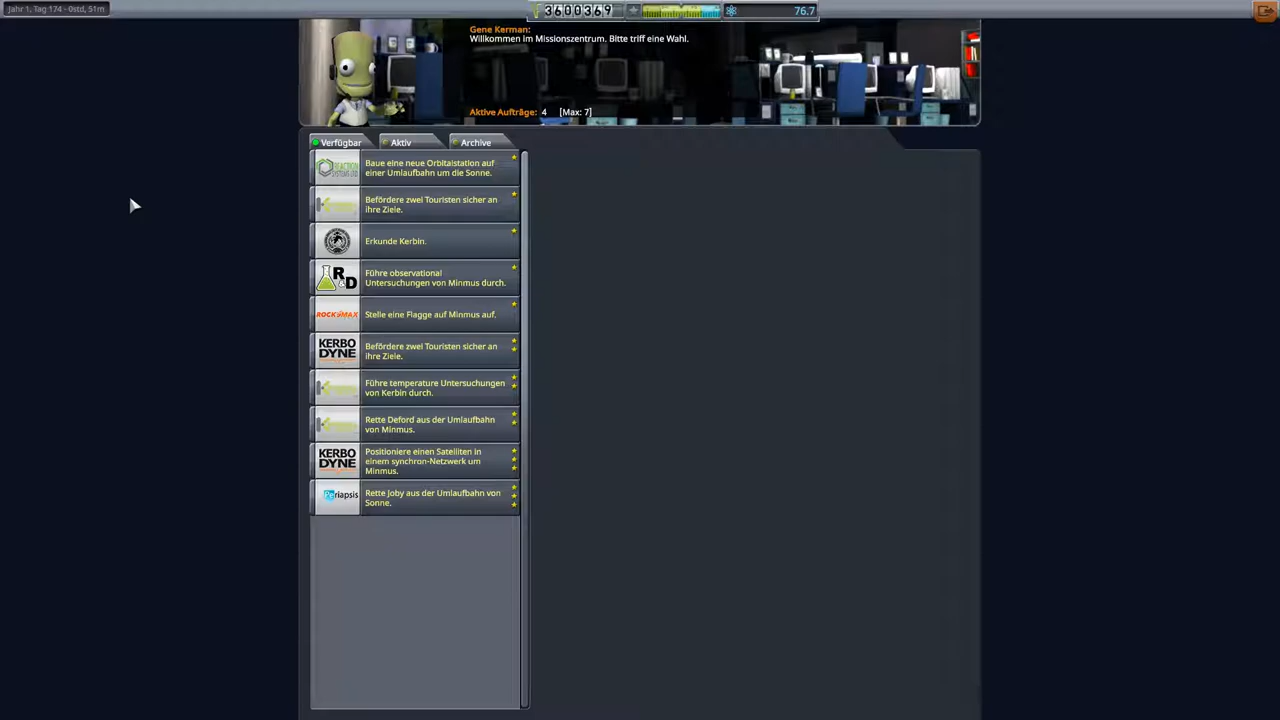 Jahr 1, Tag 174 - 0std, 51m
3600369
76.7
Gene Kerman:
Willkommen im Missionszentrum. Bitte triff eine Wahl.
Aktive Aufträge: 4 [Max: 7]
Verfügbar
Aktiv
Archive
Baue eine neue Orbitalstation auf
einer Umlaufbahn um die Sonne.
Befördere zwei Touristen sicher an
ihre Ziele.
Erkunde Kerbin.
R&D
Führe observational
Untersuchungen von Minmus durch.
ROCKOMAX
Stelle eine Flagge auf Minmus auf.
KERBO
DYNE
Befördere zwei Touristen sicher an
ihre Ziele.
Führe temperature Untersuchungen
von Kerbin durch.
Rette Deford aus der Umlaufbahn
von Minmus.
KERBO
DYNE
Positioniere einen Satelliten in
einem synchron-Netzwerk um
Minmus.
Periapsis
Rette Joby aus der Umlaufbahn von
Sonne.